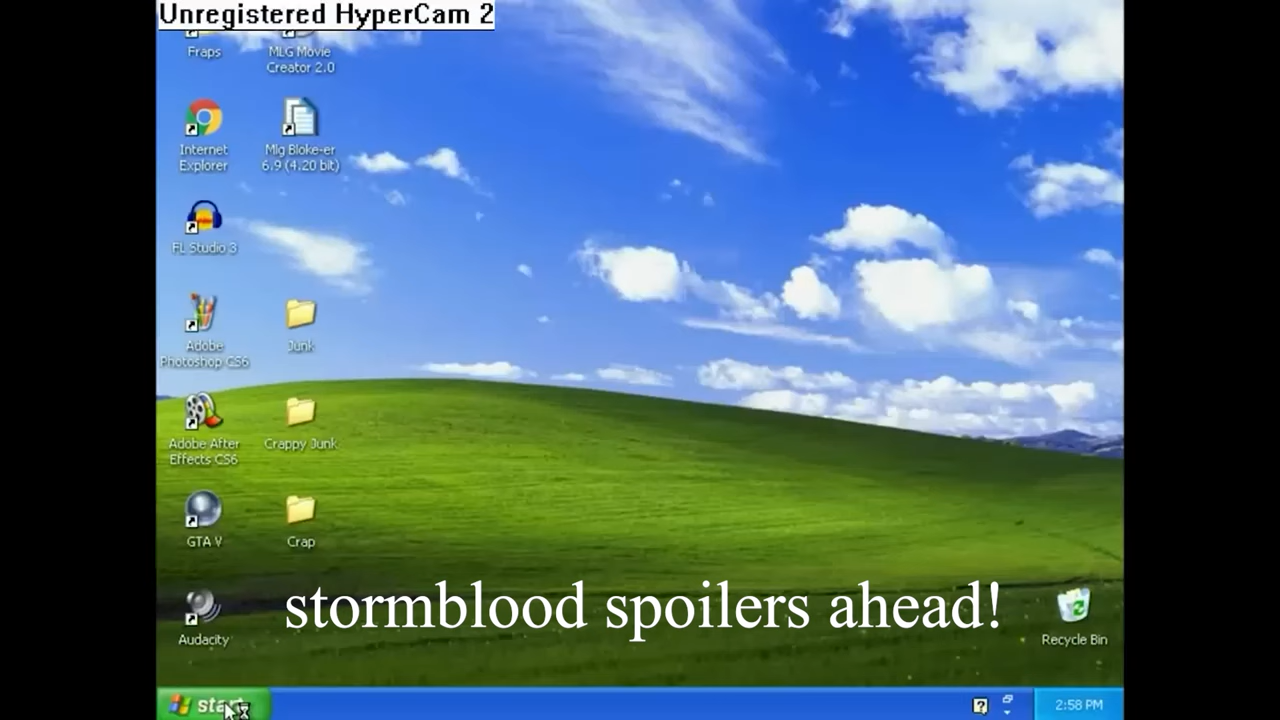 Unregistered HyperCam 2
Fraps
MLG Movie
Creator 2.0
Internet
Explorer
Mlg Bloke-er
6.9 (4.20 bit)
FL Studio 3
Adobe
Photoshop CS6
Junk
Adobe After
Effects CS6
Crappy Junk
GTA V
Crap
stormblood spoilers ahead!
Audacity
Recycle Bin
start
2:58 PM